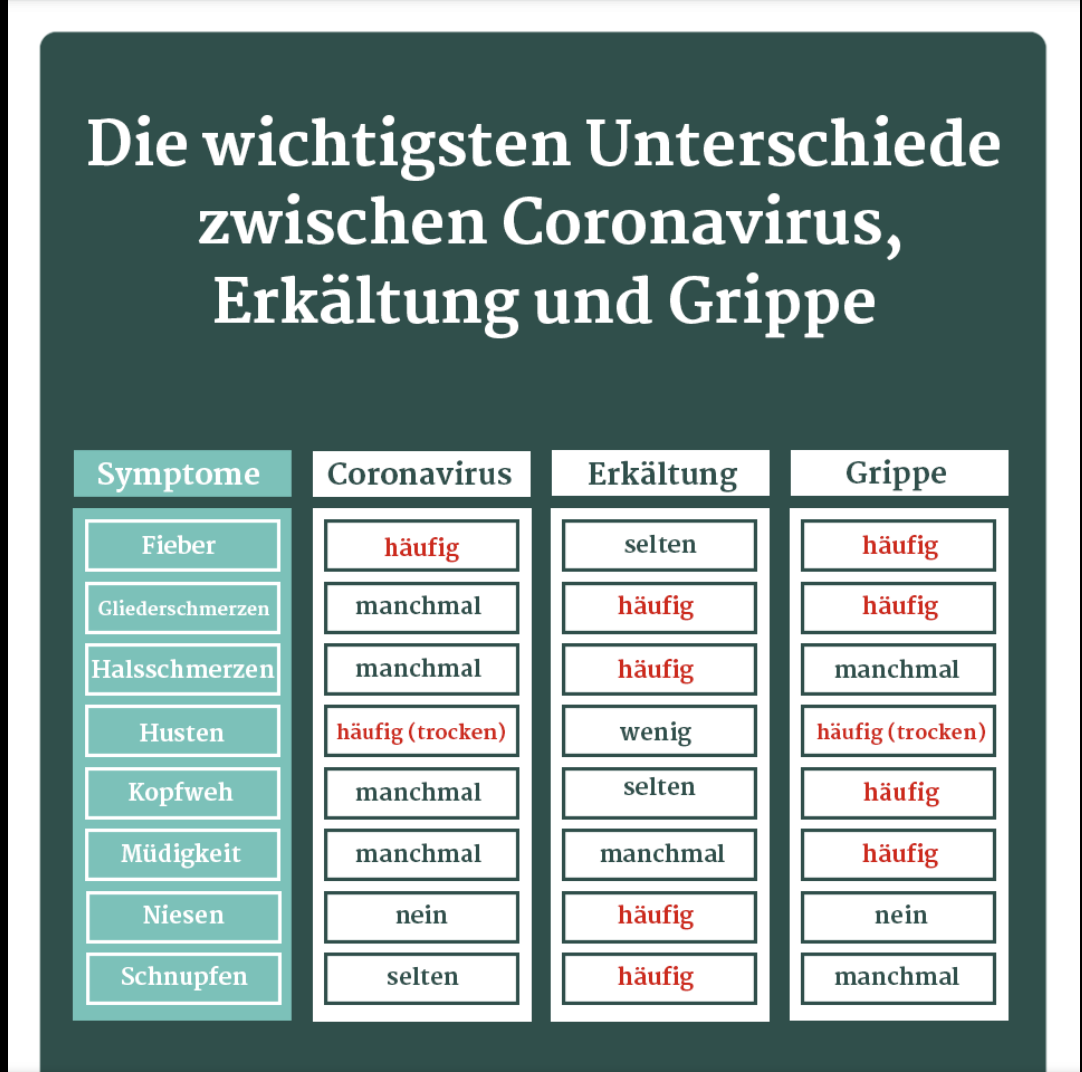 Die wichtigsten Unterschiede
zwischen Coronavirus,
Erkältung und Grippe
Symptome Coronavirus Erkältung Grippe
Fieber häufig selten häufig
Gliederschmerzen manchmal häufig häufig
Halsschmerzen manchmal häufig manchmal
Husten häufig (trocken) wenig häufig (trocken)
Kopfweh manchmal selten häufig
Müdigkeit manchmal manchmal häufig
Niesen nein häufig nein
Schnupfen selten häufig manchmal